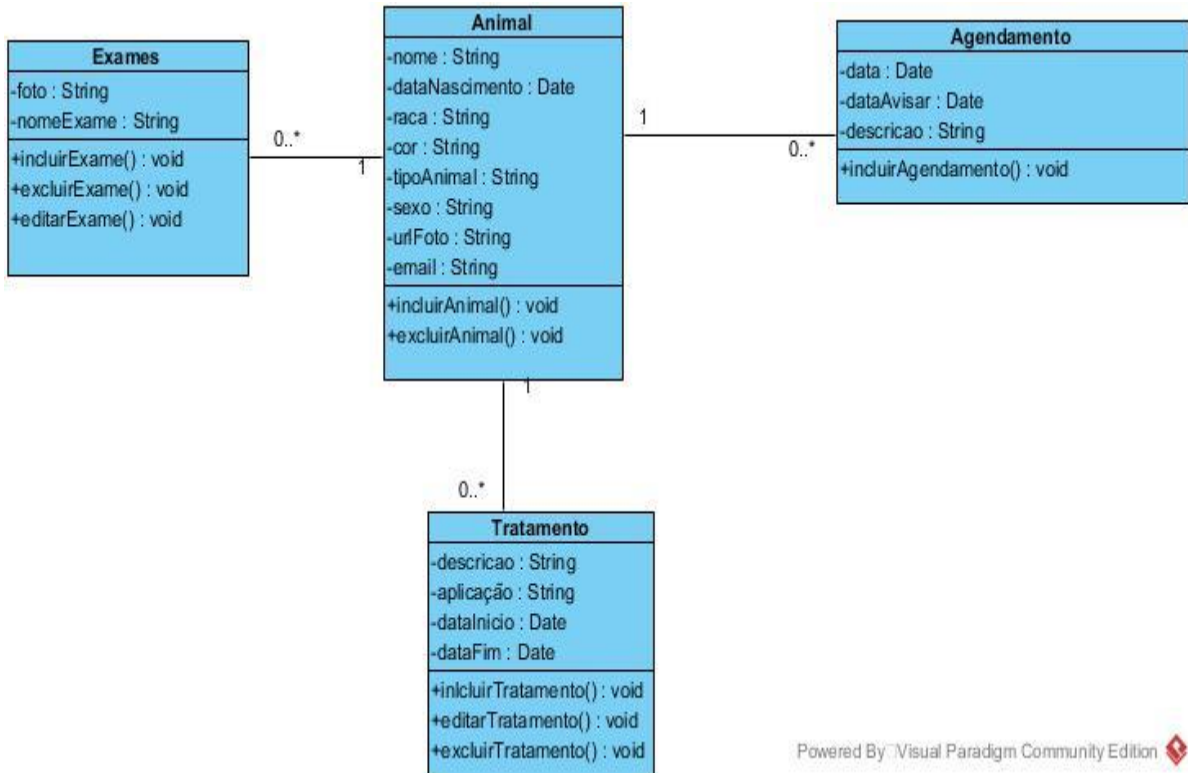 Exames
-foto : String
-nomeExame : String
+incluirExame() : void
+excluirExame() : void
+editarExame() : void
0..*
1
Animal
-nome : String
-dataNascimento : Date
-raca : String
-cor : String
-tipoAnimal : String
-sexo : String
-urlFoto : String
-email : String
+incluirAnimal() : void
+excluirAnimal() : void
1
0..*
Agendamento
-data : Date
-dataAvisar : Date
-descricao : String
+incluirAgendamento() : void
1
0..*
Tratamento
-descricao : String
-aplicação : String
-dataInicio : Date
-dataFim : Date
+inlcluirTratamento() : void
+editarTratamento() : void
+excluirTratamento() : void
Powered By Visual Paradigm Community Edition